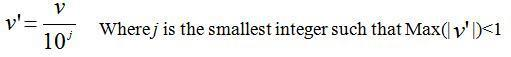 v' = v / 10^j Where j is the smallest integer such that Max(|v'|)<1